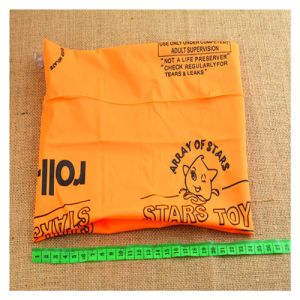 USE ONLY UNDER COMPETENT
ADULT SUPERVISION
"NOT A LIFE PRESERVER"
"CHECK REGULARLY FOR
TEARS & LEAKS"
ARRAY OF STARS
roll
STARS TOY
STARS